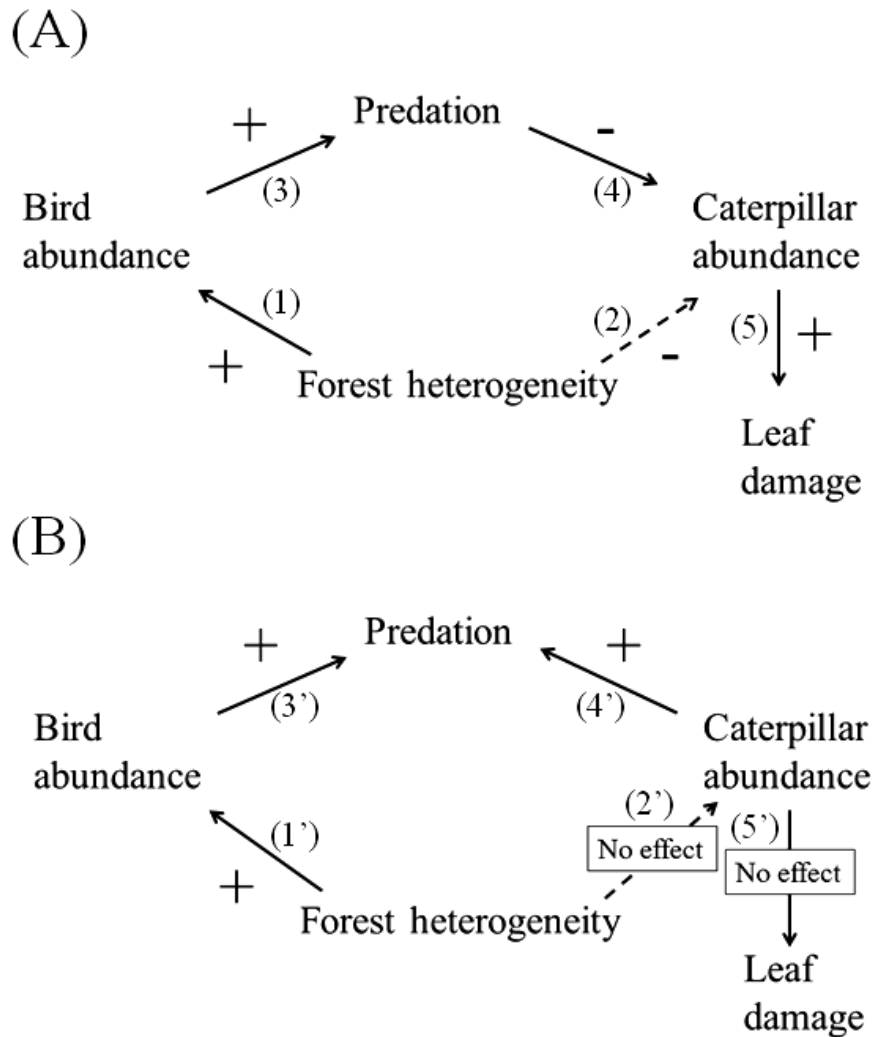 (A)
+
Predation
-
(3)
(4)
Bird
abundance
Caterpillar
abundance
(1)
(2)
(5)
+
+
-
Forest heterogeneity
Leaf
damage
(B)
+
Predation
+
(3’)
(4’)
Bird
abundance
Caterpillar
abundance
(1’)
(2’)
(5’)
No effect
No effect
+
Forest heterogeneity
Leaf
damage